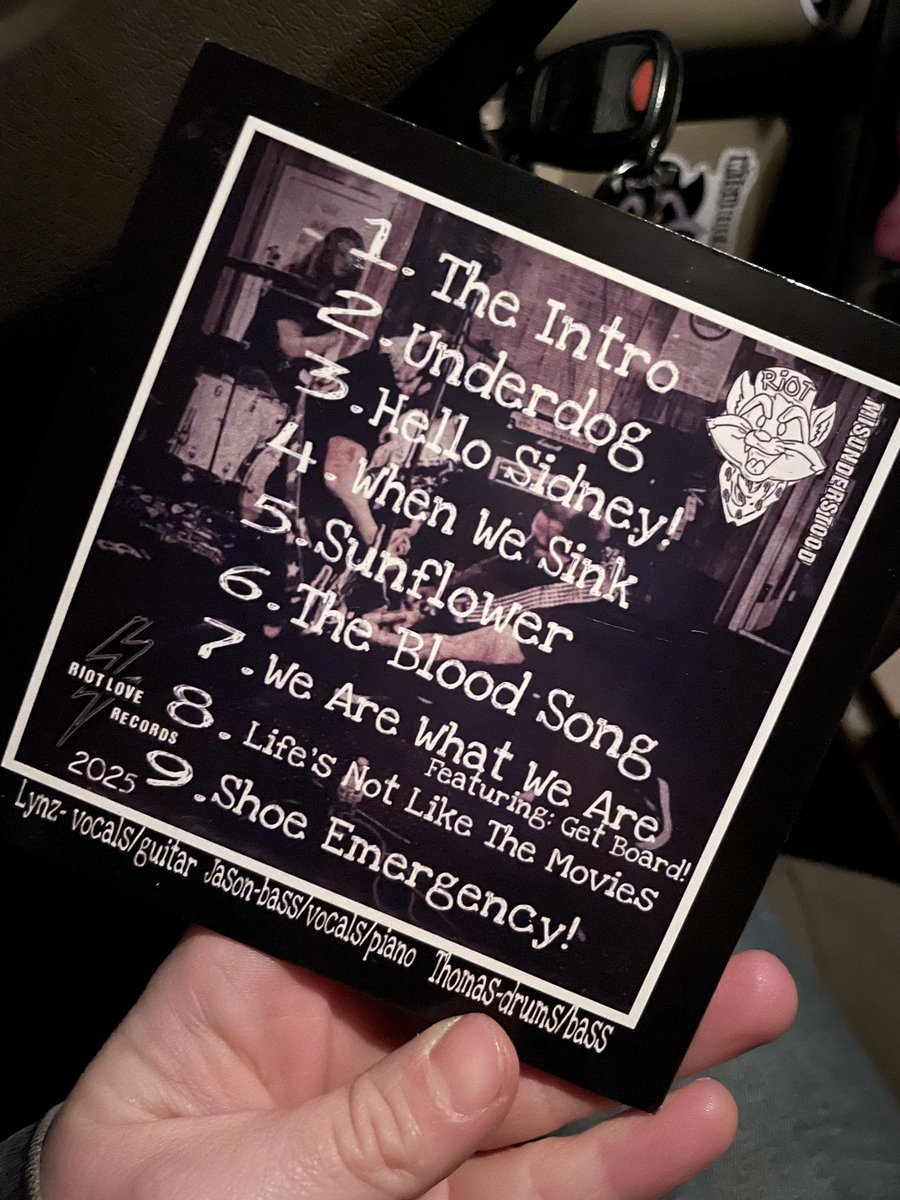 1. The Intro
2. Underdog
3. Hello Sidney!
4. When We Sink
5. Sunflower
6. The Blood Song
7. We Are What We Are
Featuring: Get Board!
8. Life's Not Like The Movies
9. Shoe Emergency!
RIOT
MISUNDERSTOOD
RIOT LOVE
RECORDS
2025
Lynz- vocals/guitar Jason-bass/vocals/piano Thomas-drums/bass